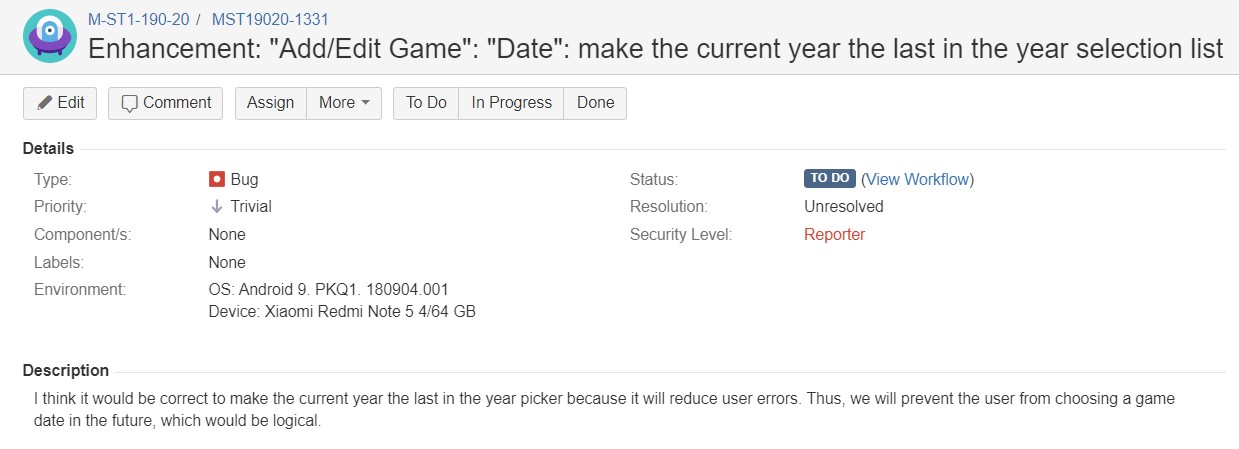 M-ST1-190-20 / MST19020-1331
Enhancement: "Add/Edit Game": "Date": make the current year the last in the year selection list
Edit Comment Assign More To Do In Progress Done
Details
Type: Bug Status: TO DO (View Workflow)
Priority: Trivial Resolution: Unresolved
Component/s: None Security Level: Reporter
Labels: None
Environment: OS: Android 9. PKQ1. 180904.001
Device: Xiaomi Redmi Note 5 4/64 GB
Description
I think it would be correct to make the current year the last in the year picker because it will reduce user errors. Thus, we will prevent the user from choosing a game
date in the future, which would be logical.